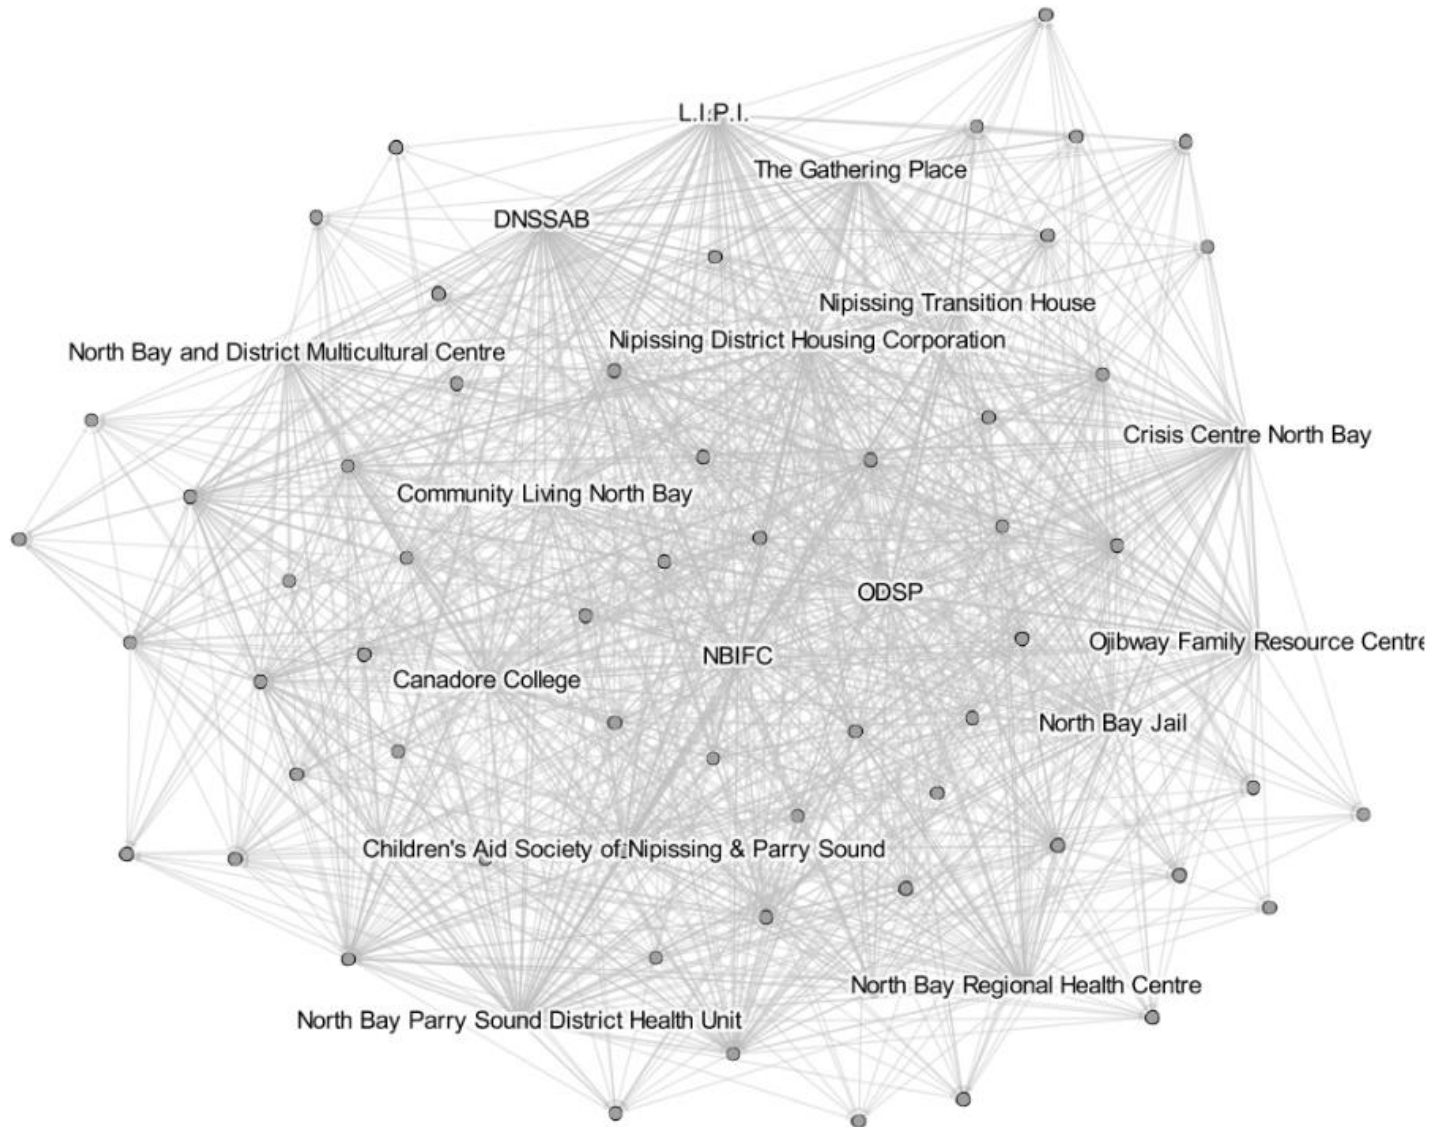 L.I.P.I.
The Gathering Place
DNSSAB
Nipissing Transition House
Nipissing District Housing Corporation
North Bay and District Multicultural Centre
Crisis Centre North Bay
Community Living North Bay
ODSP
Ojibway Family Resource Centre
NBIFC
Canadore College
North Bay Jail
Children's Aid Society of Nipissing & Parry Sound
North Bay Regional Health Centre
North Bay Parry Sound District Health Unit